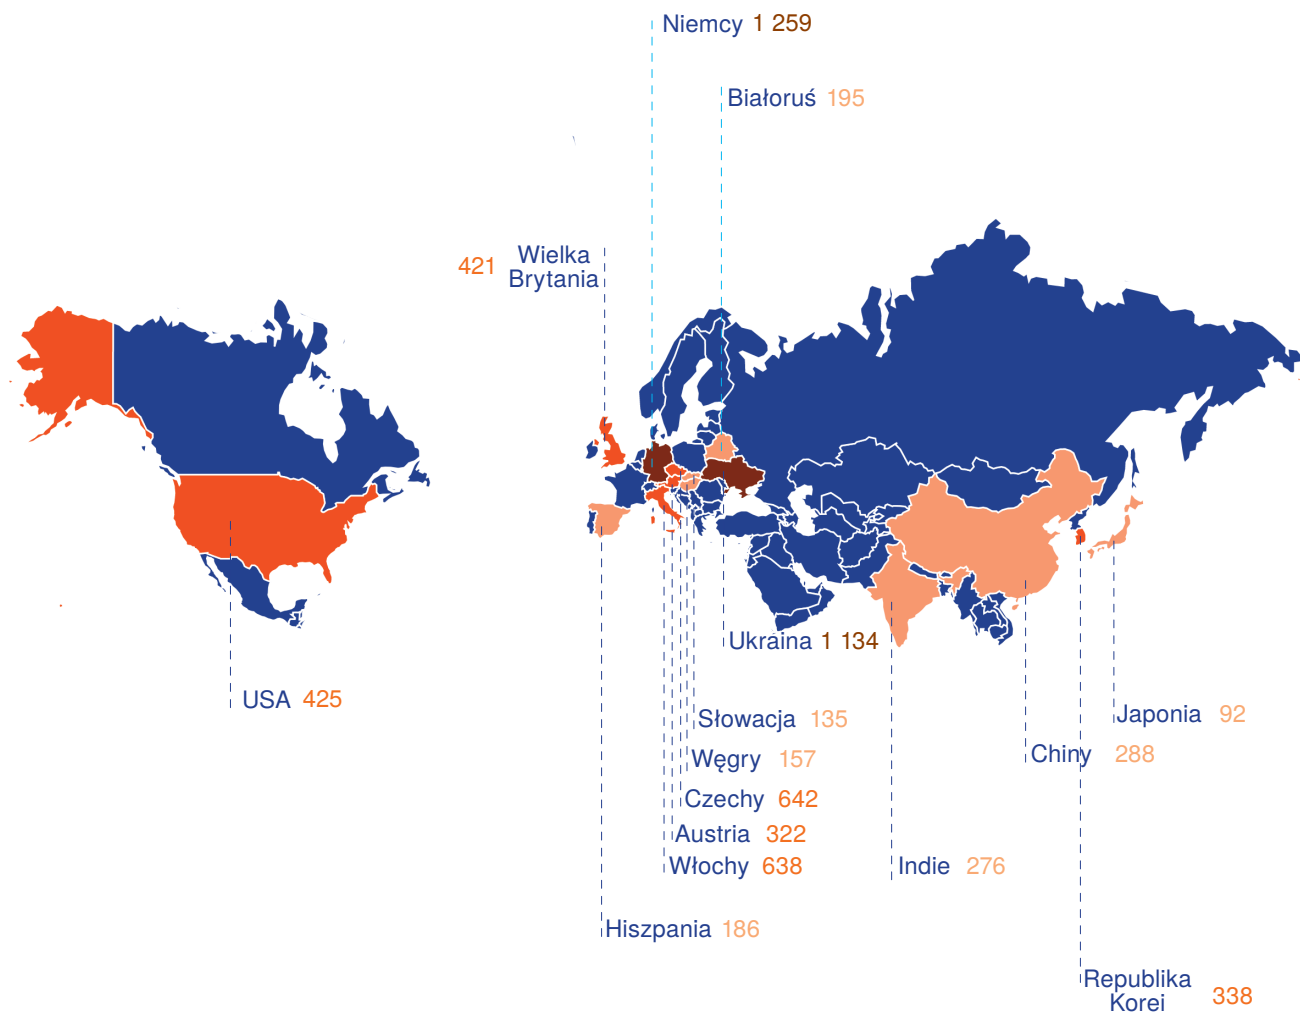 Niemcy 1 259
Białoruś 195
421 Wielka
Brytania
Ukraina 1 134
USA 425
Słowacja 135
Japonia 92
Węgry 157
Chiny 288
Czechy 642
Austria 322
Włochy 638
Indie 276
Hiszpania 186
Republika
Korei 338